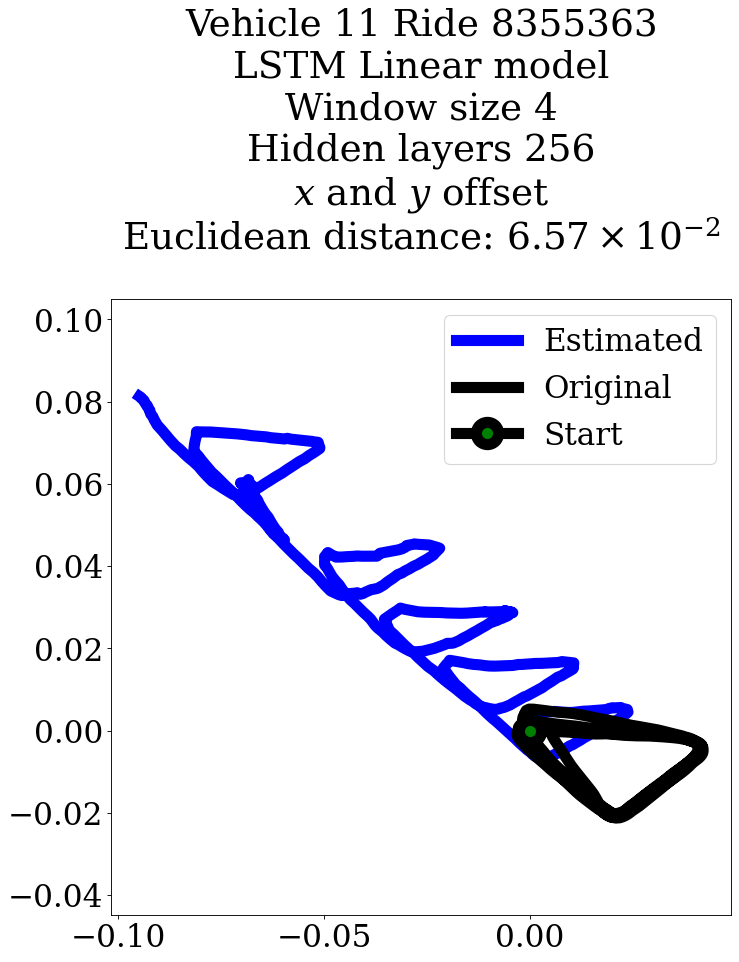 Vehicle 11 Ride 8355363
LSTM Linear model
Window size 4
Hidden layers 256
x and y offset
Euclidean distance: 6.57 × 10⁻²
Estimated
Original
Start
0.10
0.08
0.06
0.04
0.02
0.00
−0.02
−0.04
−0.10
−0.05
0.00